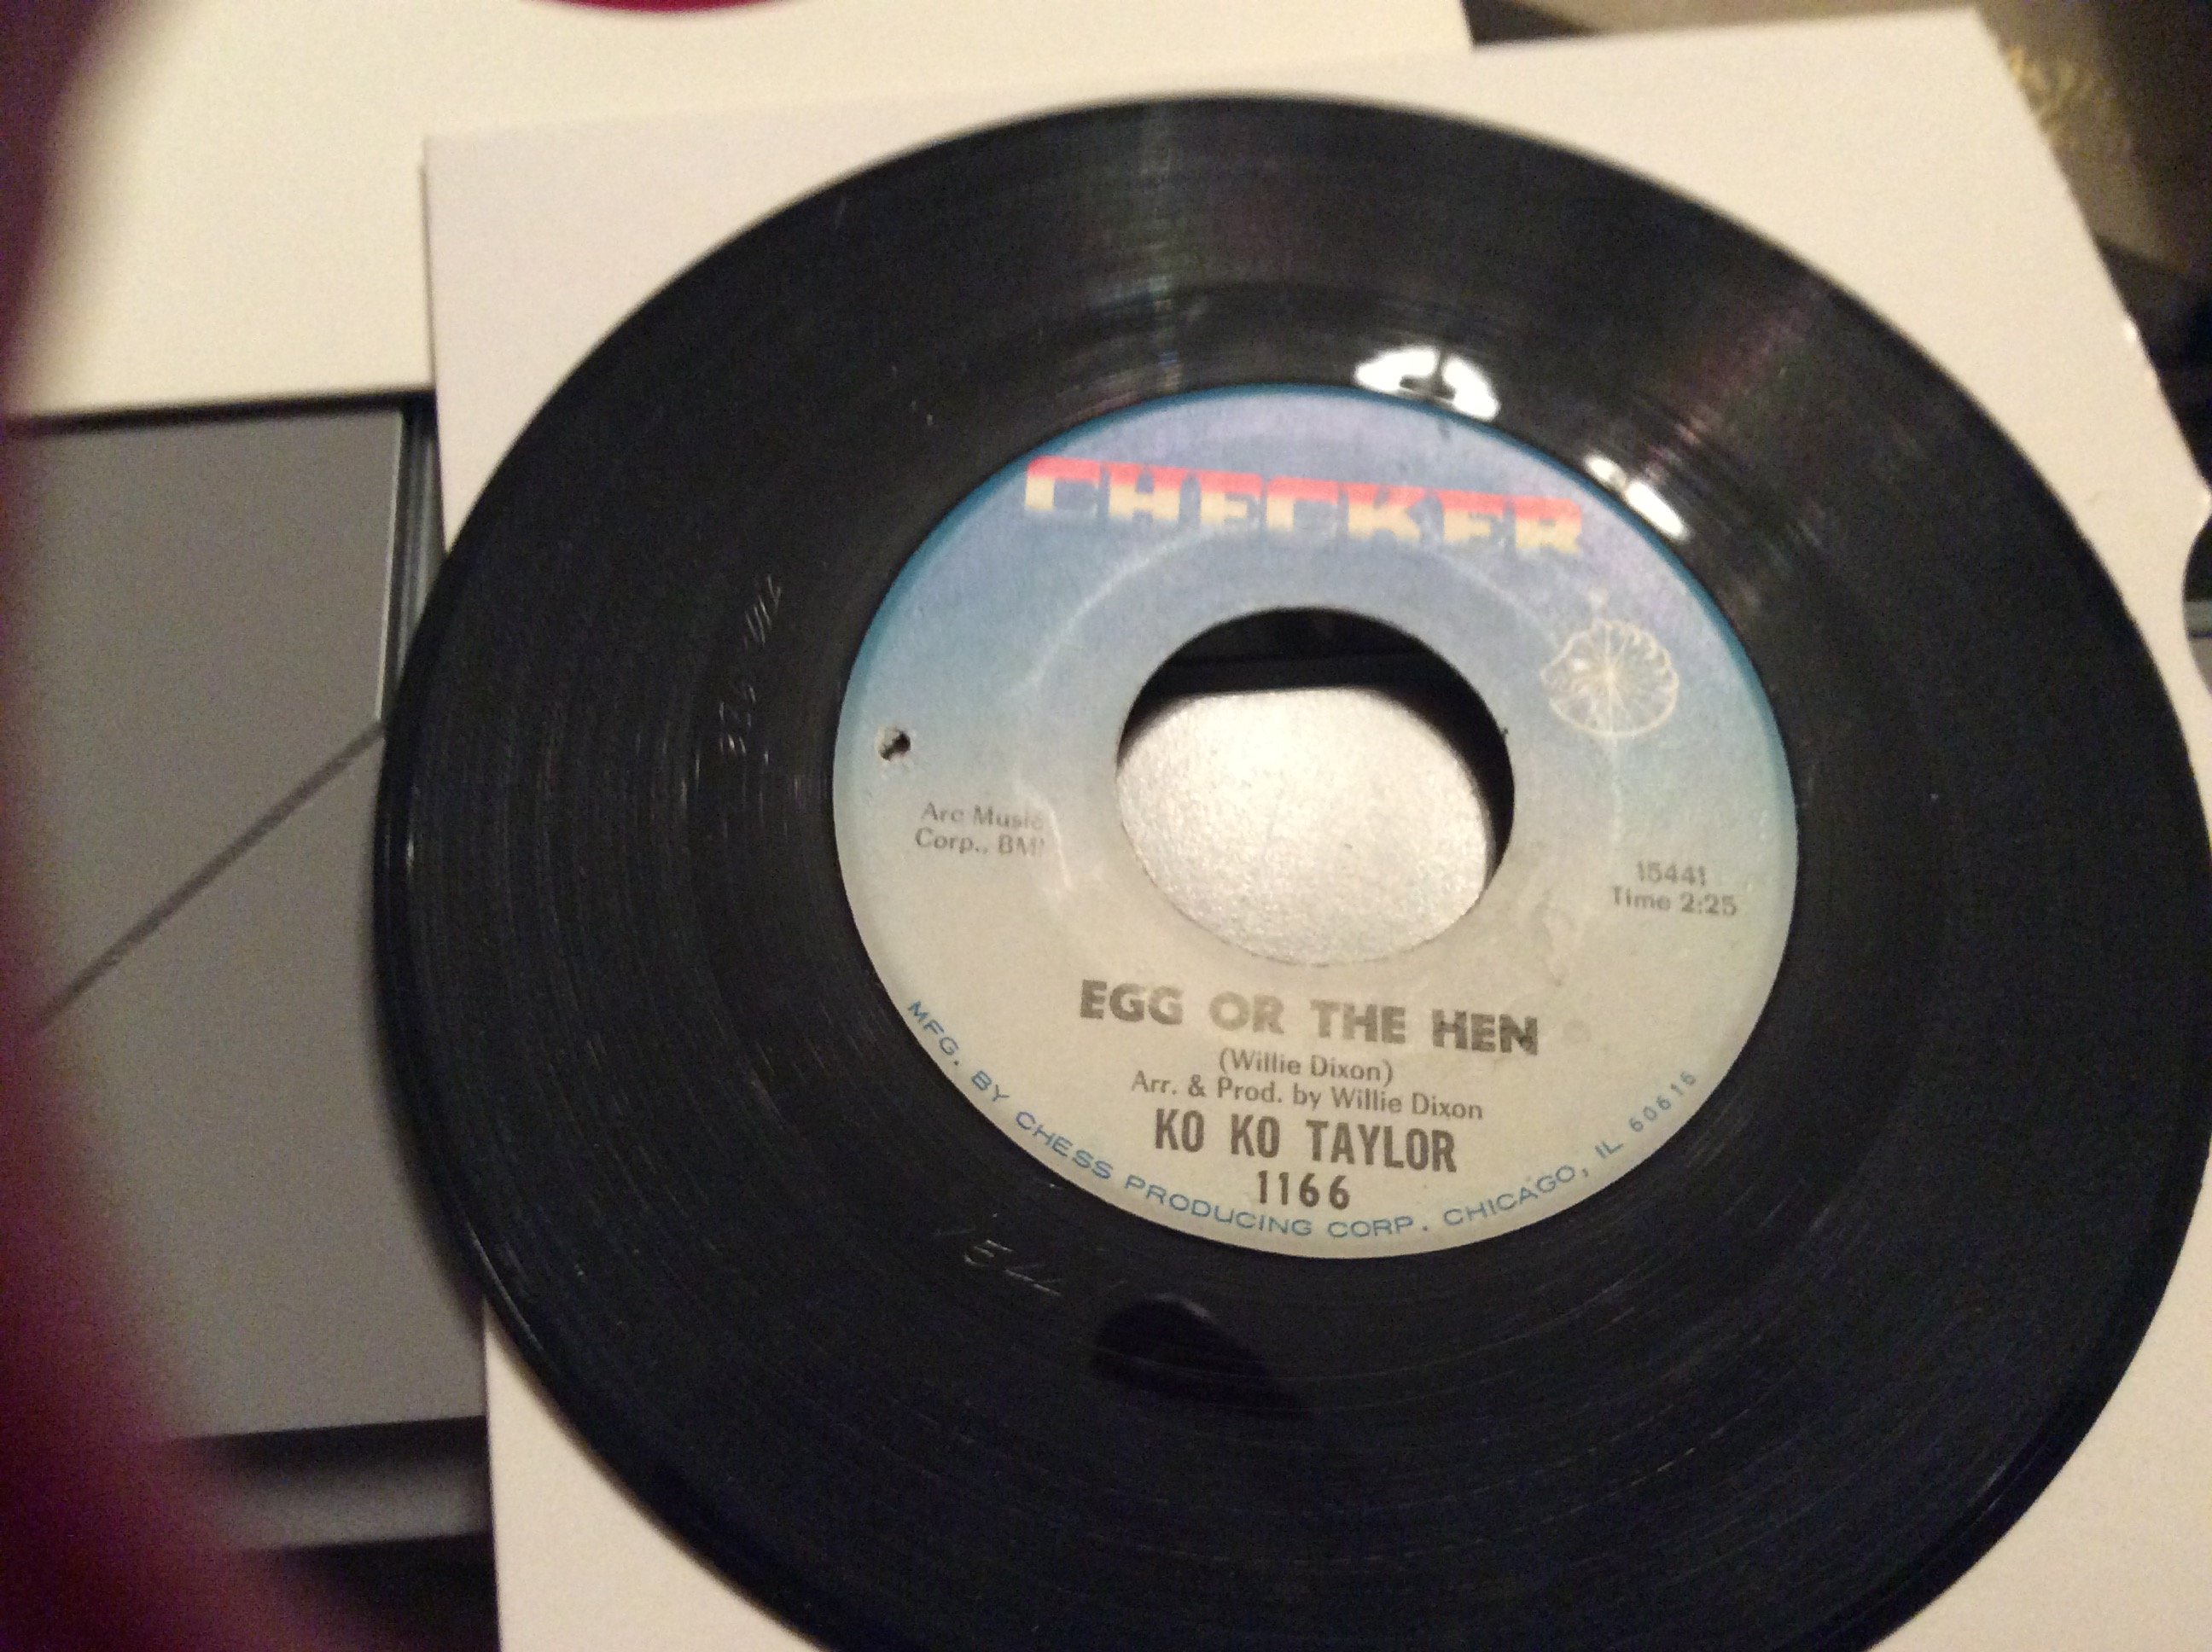 CHECKER
Arc Music
Corp., BMI
15441
Time 2:25
EGG OR THE HEN
(Willie Dixon)
Arr. & Prod. by Willie Dixon
KO KO TAYLOR
1166
MFG. BY CHESS PRODUCING CORP. CHICAGO, IL 60616